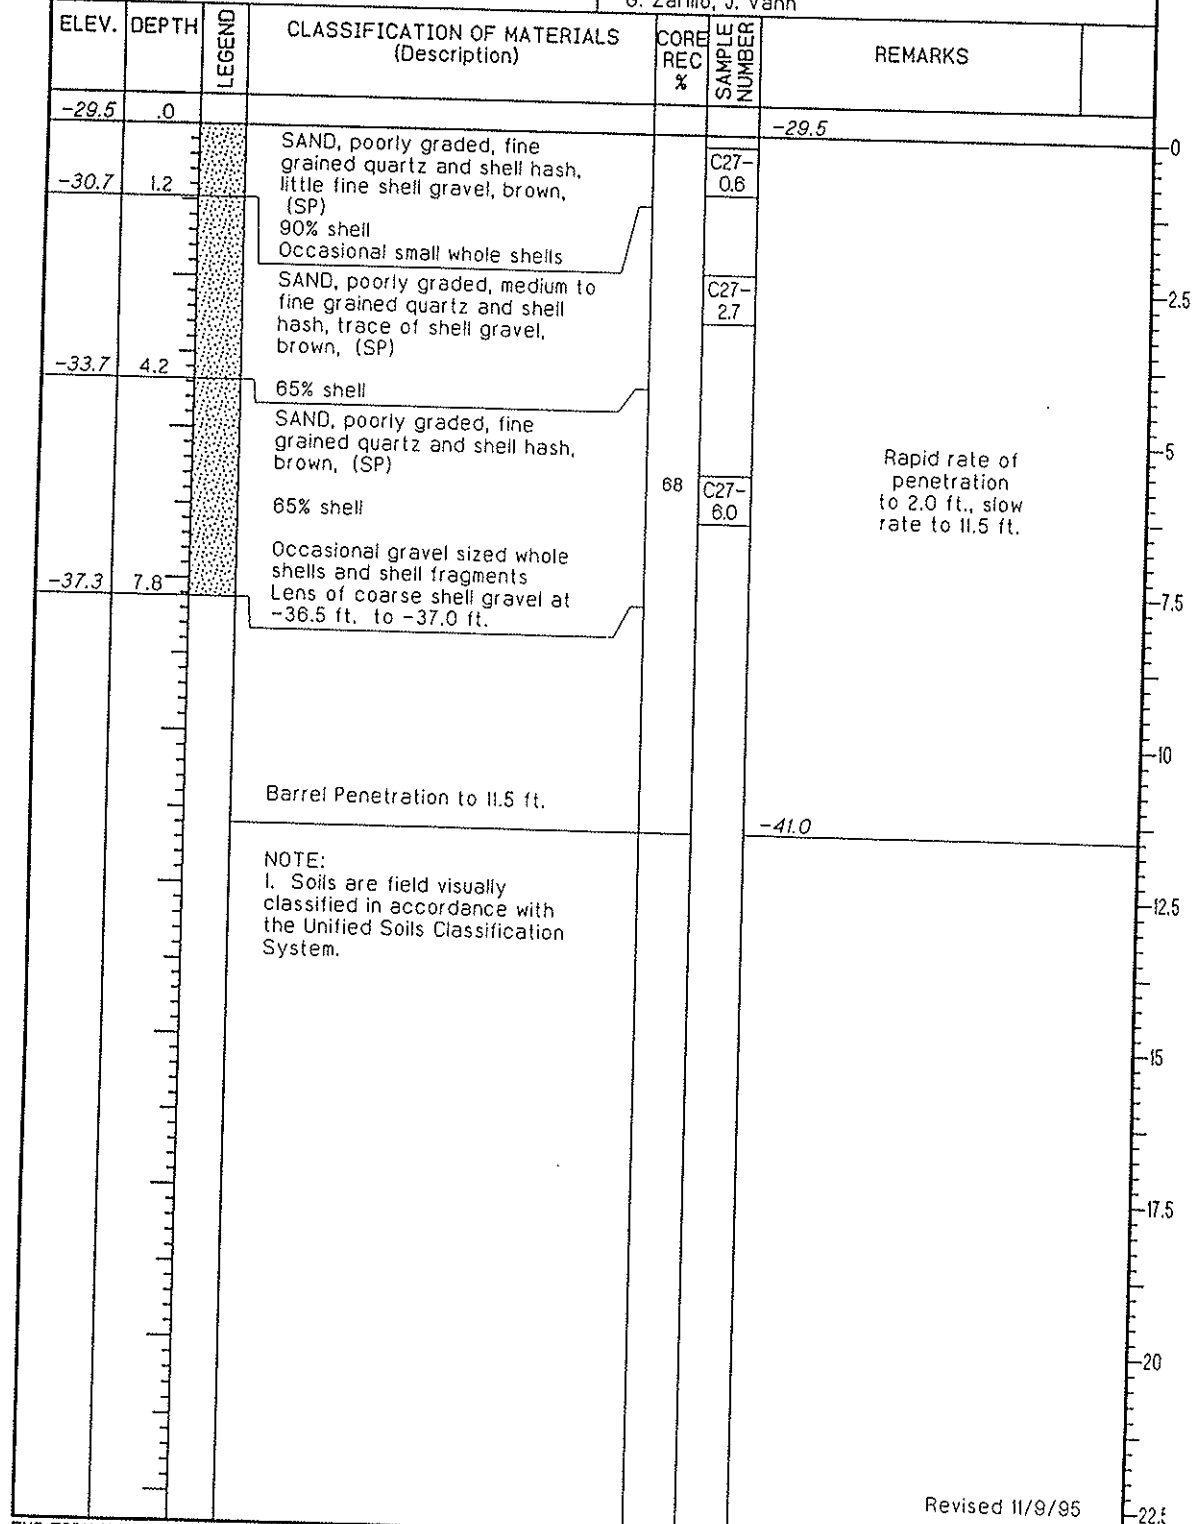 G. Zarillo, J. Vann
ELEV.
DEPTH
LEGEND
CLASSIFICATION OF MATERIALS
(Description)
CORE
REC
%
SAMPLE
NUMBER
REMARKS
-29.5
.0
-29.5
SAND, poorly graded, fine
grained quartz and shell hash,
little fine shell gravel, brown,
(SP)
90% shell
Occasional small whole shells
C27-
0.6
-30.7
1.2
SAND, poorly graded, medium to
fine grained quartz and shell
hash, trace of shell gravel,
brown, (SP)
65% shell
C27-
2.7
-33.7
4.2
SAND, poorly graded, fine
grained quartz and shell hash,
brown, (SP)
65% shell
Occasional gravel sized whole
shells and shell fragments
Lens of coarse shell gravel at
-36.5 ft. to -37.0 ft.
68
C27-
6.0
Rapid rate of
penetration
to 2.0 ft., slow
rate to 11.5 ft.
-37.3
7.8
Barrel Penetration to 11.5 ft.
-41.0
NOTE:
1. Soils are field visually
classified in accordance with
the Unified Soils Classification
System.
0
2.5
5
7.5
10
12.5
15
17.5
20
22.5
Revised 11/9/95